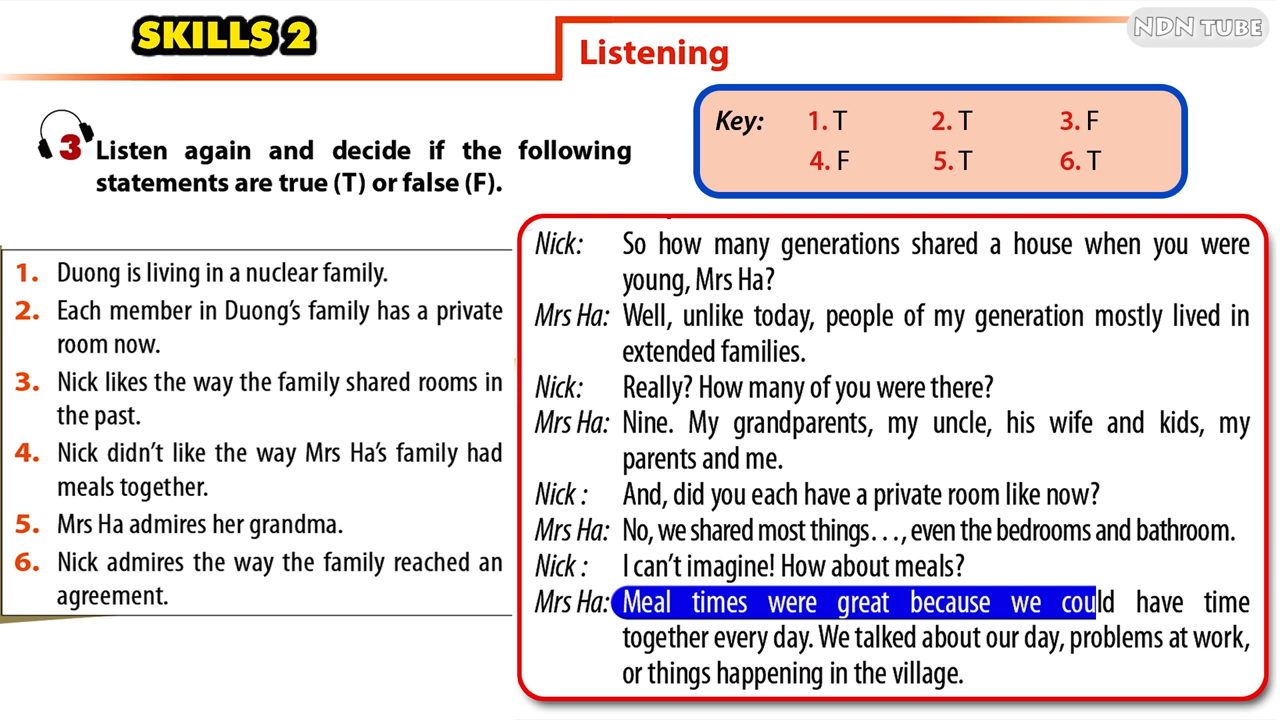 SKILLS 2
Listening
NDN TUBE
3 Listen again and decide if the following
statements are true (T) or false (F).
Key: 1. T 2. T 3. F
4. F 5. T 6. T
1. Duong is living in a nuclear family.
2. Each member in Duong's family has a private
room now.
3. Nick likes the way the family shared rooms in
the past.
4. Nick didn't like the way Mrs Ha's family had
meals together.
5. Mrs Ha admires her grandma.
6. Nick admires the way the family reached an
agreement.
Nick: So how many generations shared a house when you were
young, Mrs Ha?
Mrs Ha: Well, unlike today, people of my generation mostly lived in
extended families.
Nick: Really? How many of you were there?
Mrs Ha: Nine. My grandparents, my uncle, his wife and kids, my
parents and me.
Nick : And, did you each have a private room like now?
Mrs Ha: No, we shared most things..., even the bedrooms and bathroom.
Nick : I can't imagine! How about meals?
Mrs Ha: Meal times were great because we could have time
together every day. We talked about our day, problems at work,
or things happening in the village.